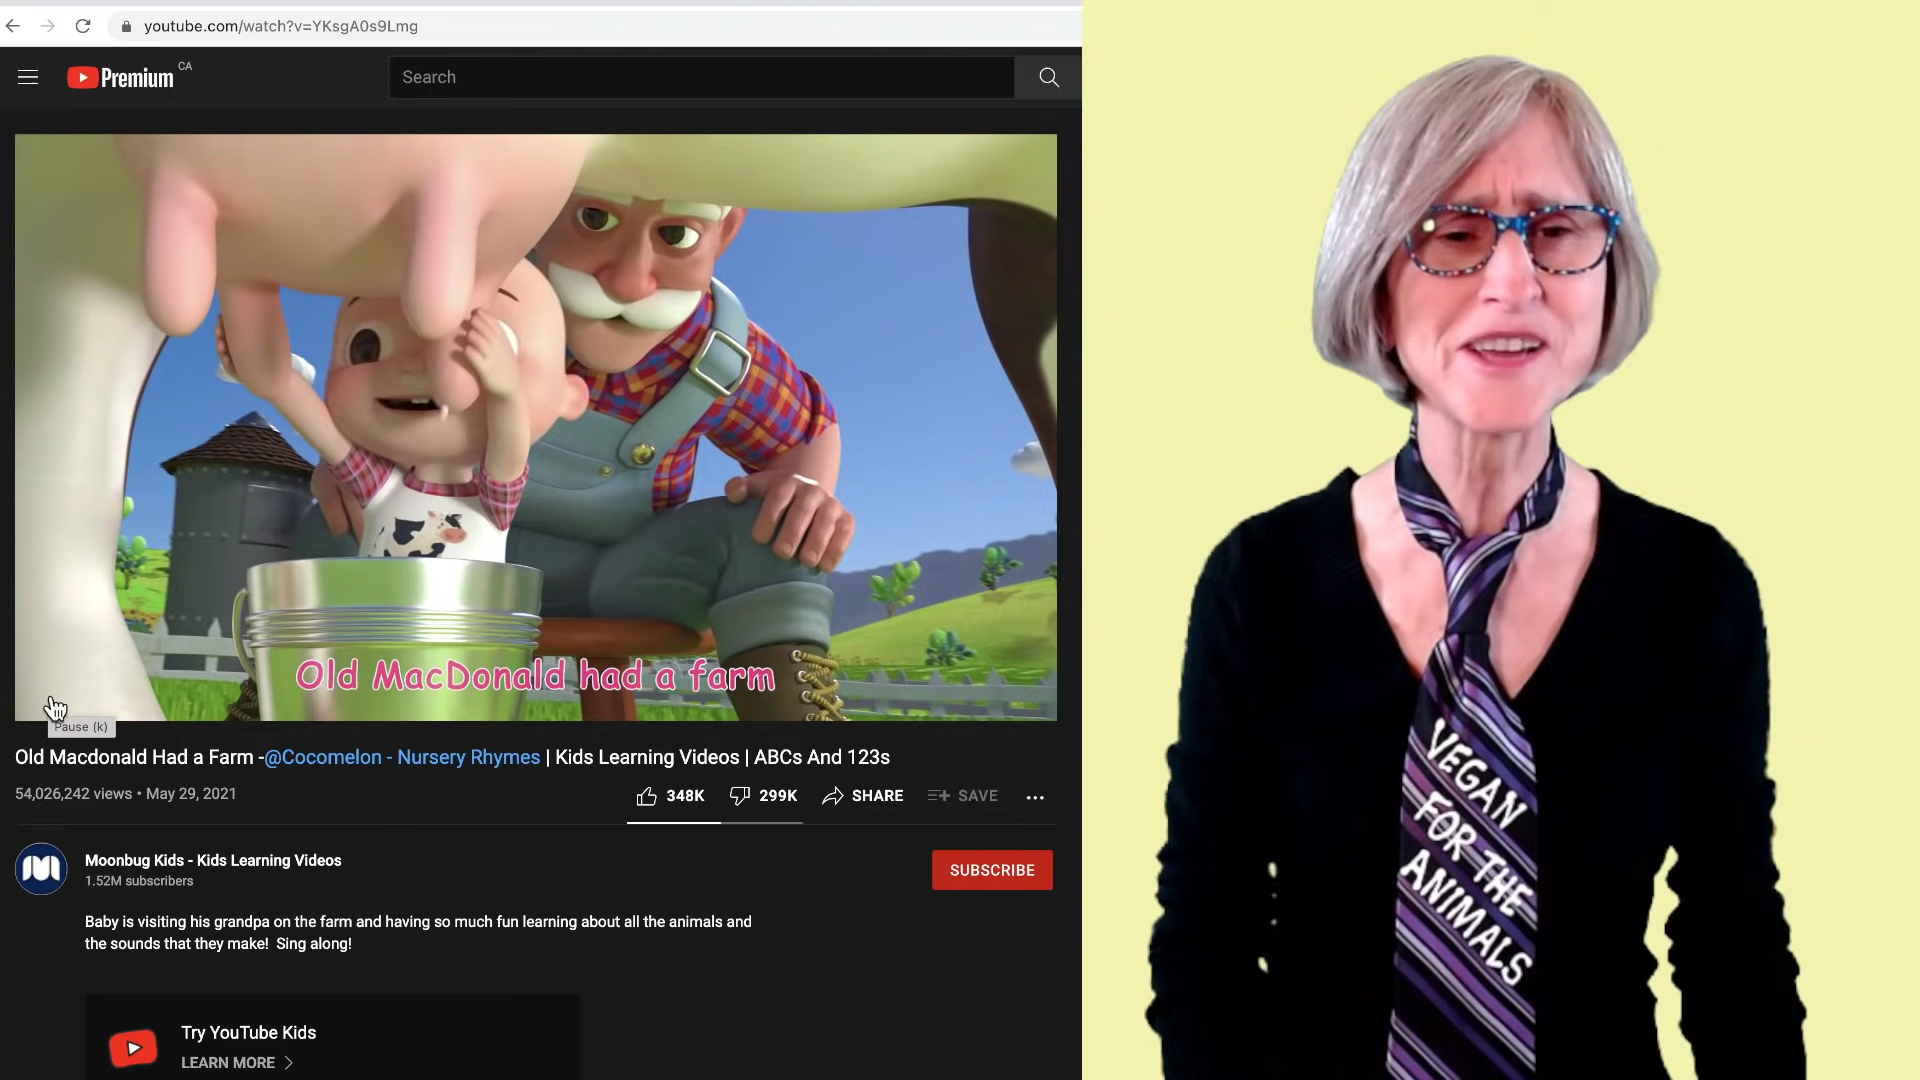 youtube.com/watch?v=YKsgA0s9Lmg
Premium CA
Search
Old MacDonald had a farm
Pause (k)
Old Macdonald Had a Farm -@Cocomelon - Nursery Rhymes | Kids Learning Videos | ABCs And 123s
54,026,242 views • May 29, 2021
348K 299K SHARE SAVE
Moonbug Kids - Kids Learning Videos
1.52M subscribers
SUBSCRIBE
Baby is visiting his grandpa on the farm and having so much fun learning about all the animals and
the sounds that they make! Sing along!
Try YouTube Kids
LEARN MORE
VEGAN
FOR THE
ANIMALS